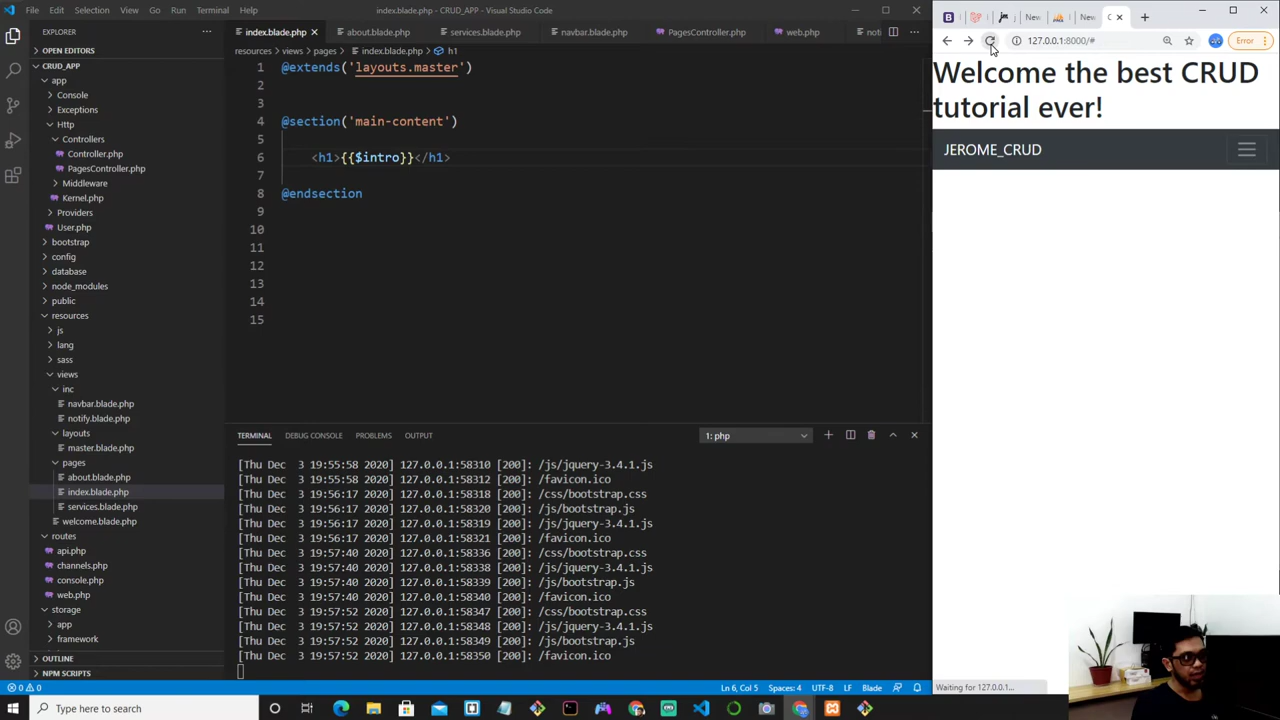 File Edit Selection View Go Run Terminal Help
index.blade.php - CRUD_APP - Visual Studio Code
EXPLORER
OPEN EDITORS
CRUD_APP
app
Console
Exceptions
Http
Controllers
Controller.php
PagesController.php
Middleware
Kernel.php
Providers
User.php
bootstrap
config
database
node_modules
public
resources
js
lang
sass
views
inc
navbar.blade.php
notify.blade.php
layouts
master.blade.php
pages
about.blade.php
index.blade.php
services.blade.php
welcome.blade.php
routes
api.php
channels.php
console.php
web.php
storage
app
framework
OUTLINE
NPM SCRIPTS
index.blade.php about.blade.php services.blade.php navbar.blade.php PagesController.php web.php noti
resources > views > pages > index.blade.php > h1
1 @extends('layouts.master')
2
3
4 @section('main-content')
5
6 <h1>{{$intro}}</h1>
7
8 @endsection
9
10
11
12
13
14
15
TERMINAL DEBUG CONSOLE PROBLEMS OUTPUT 1: php
[Thu Dec 3 19:55:58 2020] 127.0.0.1:58310 [200]: /js/jquery-3.4.1.js
[Thu Dec 3 19:55:58 2020] 127.0.0.1:58312 [200]: /favicon.ico
[Thu Dec 3 19:56:17 2020] 127.0.0.1:58318 [200]: /css/bootstrap.css
[Thu Dec 3 19:56:17 2020] 127.0.0.1:58320 [200]: /js/bootstrap.js
[Thu Dec 3 19:56:17 2020] 127.0.0.1:58319 [200]: /js/jquery-3.4.1.js
[Thu Dec 3 19:56:17 2020] 127.0.0.1:58321 [200]: /favicon.ico
[Thu Dec 3 19:57:40 2020] 127.0.0.1:58336 [200]: /css/bootstrap.css
[Thu Dec 3 19:57:40 2020] 127.0.0.1:58338 [200]: /js/jquery-3.4.1.js
[Thu Dec 3 19:57:40 2020] 127.0.0.1:58339 [200]: /js/bootstrap.js
[Thu Dec 3 19:57:40 2020] 127.0.0.1:58340 [200]: /favicon.ico
[Thu Dec 3 19:57:52 2020] 127.0.0.1:58347 [200]: /css/bootstrap.css
[Thu Dec 3 19:57:52 2020] 127.0.0.1:58348 [200]: /js/jquery-3.4.1.js
[Thu Dec 3 19:57:52 2020] 127.0.0.1:58349 [200]: /js/bootstrap.js
[Thu Dec 3 19:57:52 2020] 127.0.0.1:58350 [200]: /favicon.ico
0 0 Ln 6, Col 5 Spaces: 4 UTF-8 LF Blade
New New C
127.0.0.1:8000/# Error
Welcome the best CRUD
tutorial ever!
JEROME_CRUD
Waiting for 127.0.0.1...
Type here to search